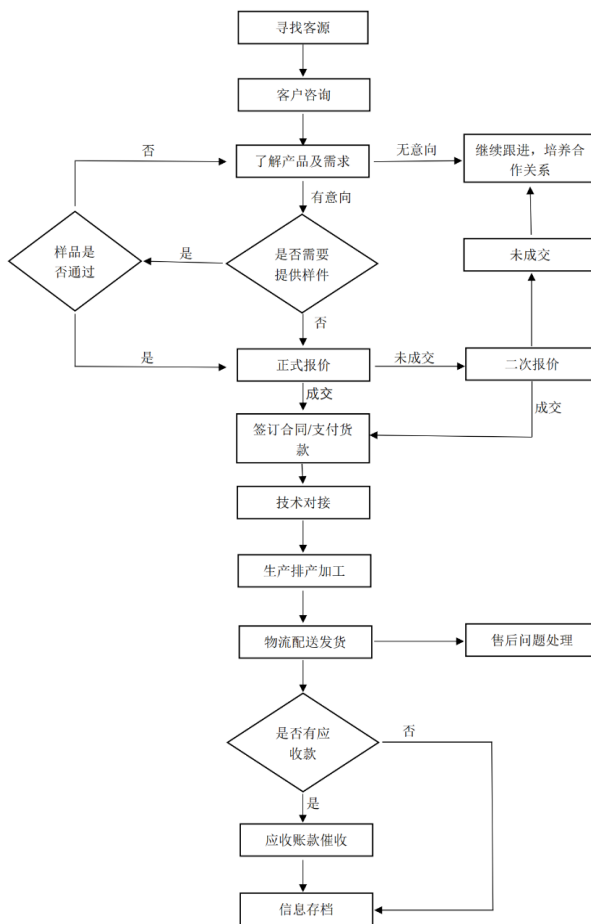 寻找客源
客户咨询
否
了解产品及需求
无意向
继续跟进，培养合
作关系
有意向
样品是
否通过
是
是否需要
提供样件
未成交
否
是
正式报价
未成交
二次报价
成交
成交
签订合同/支付货
款
技术对接
生产排产加工
物流配送发货
售后问题处理
是否有应
收款
否
是
应收账款催收
信息存档